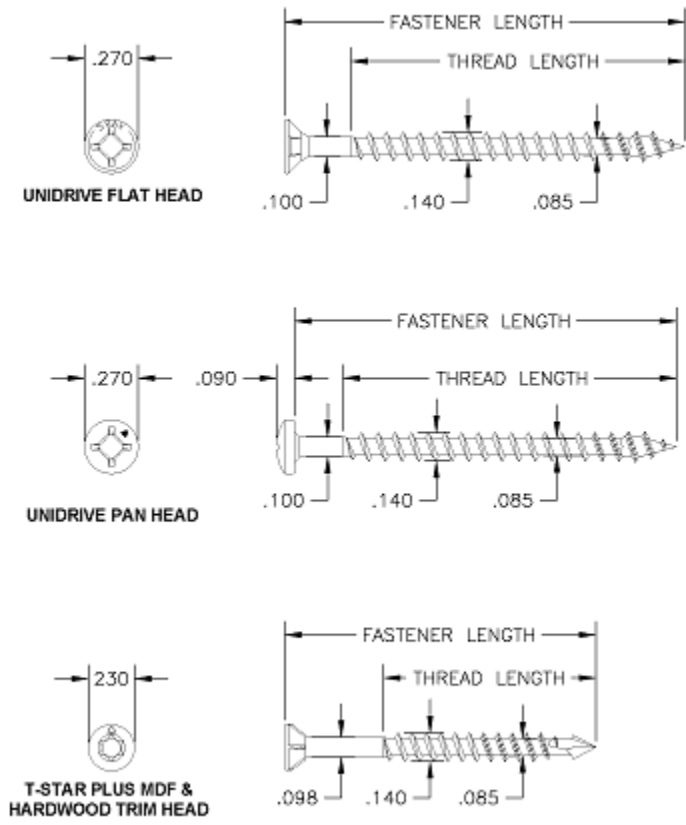 FASTENER LENGTH
.270
THREAD LENGTH
.100
.140
.085
UNIDRIVE FLAT HEAD
FASTENER LENGTH
.270
.090
THREAD LENGTH
.100
.140
.085
UNIDRIVE PAN HEAD
FASTENER LENGTH
230
THREAD LENGTH
.098
.140
.085
T-STAR PLUS MDF &
HARDWOOD TRIM HEAD